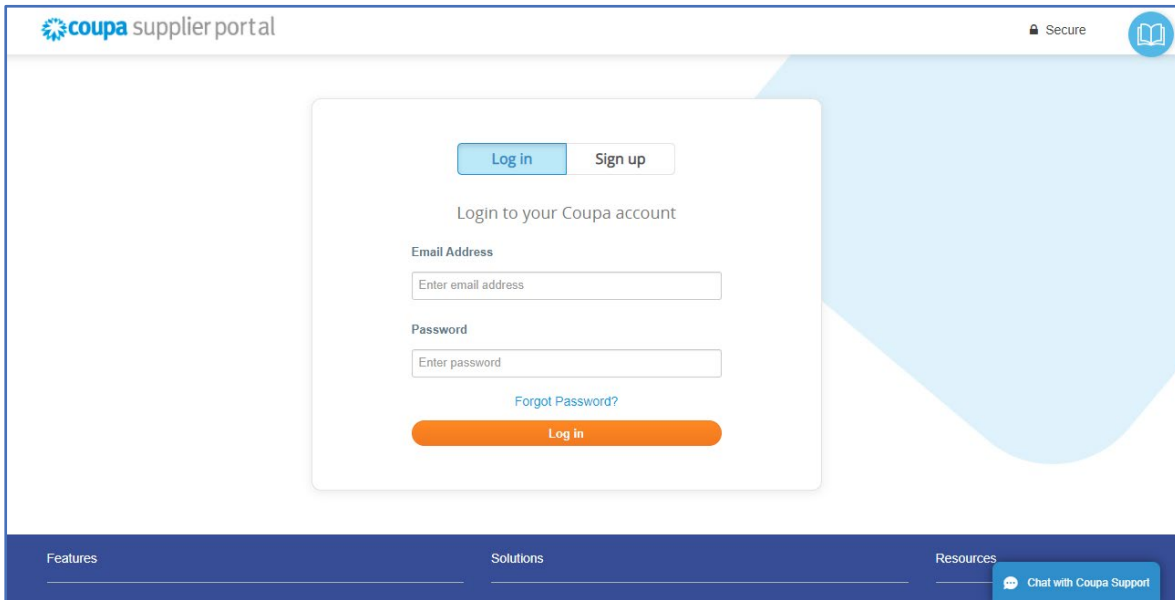 coupa supplier portal
Secure
Log in Sign up
Login to your Coupa account
Email Address
Enter email address
Password
Enter password
Forgot Password?
Log in
Features Solutions Resources
Chat with Coupa Support